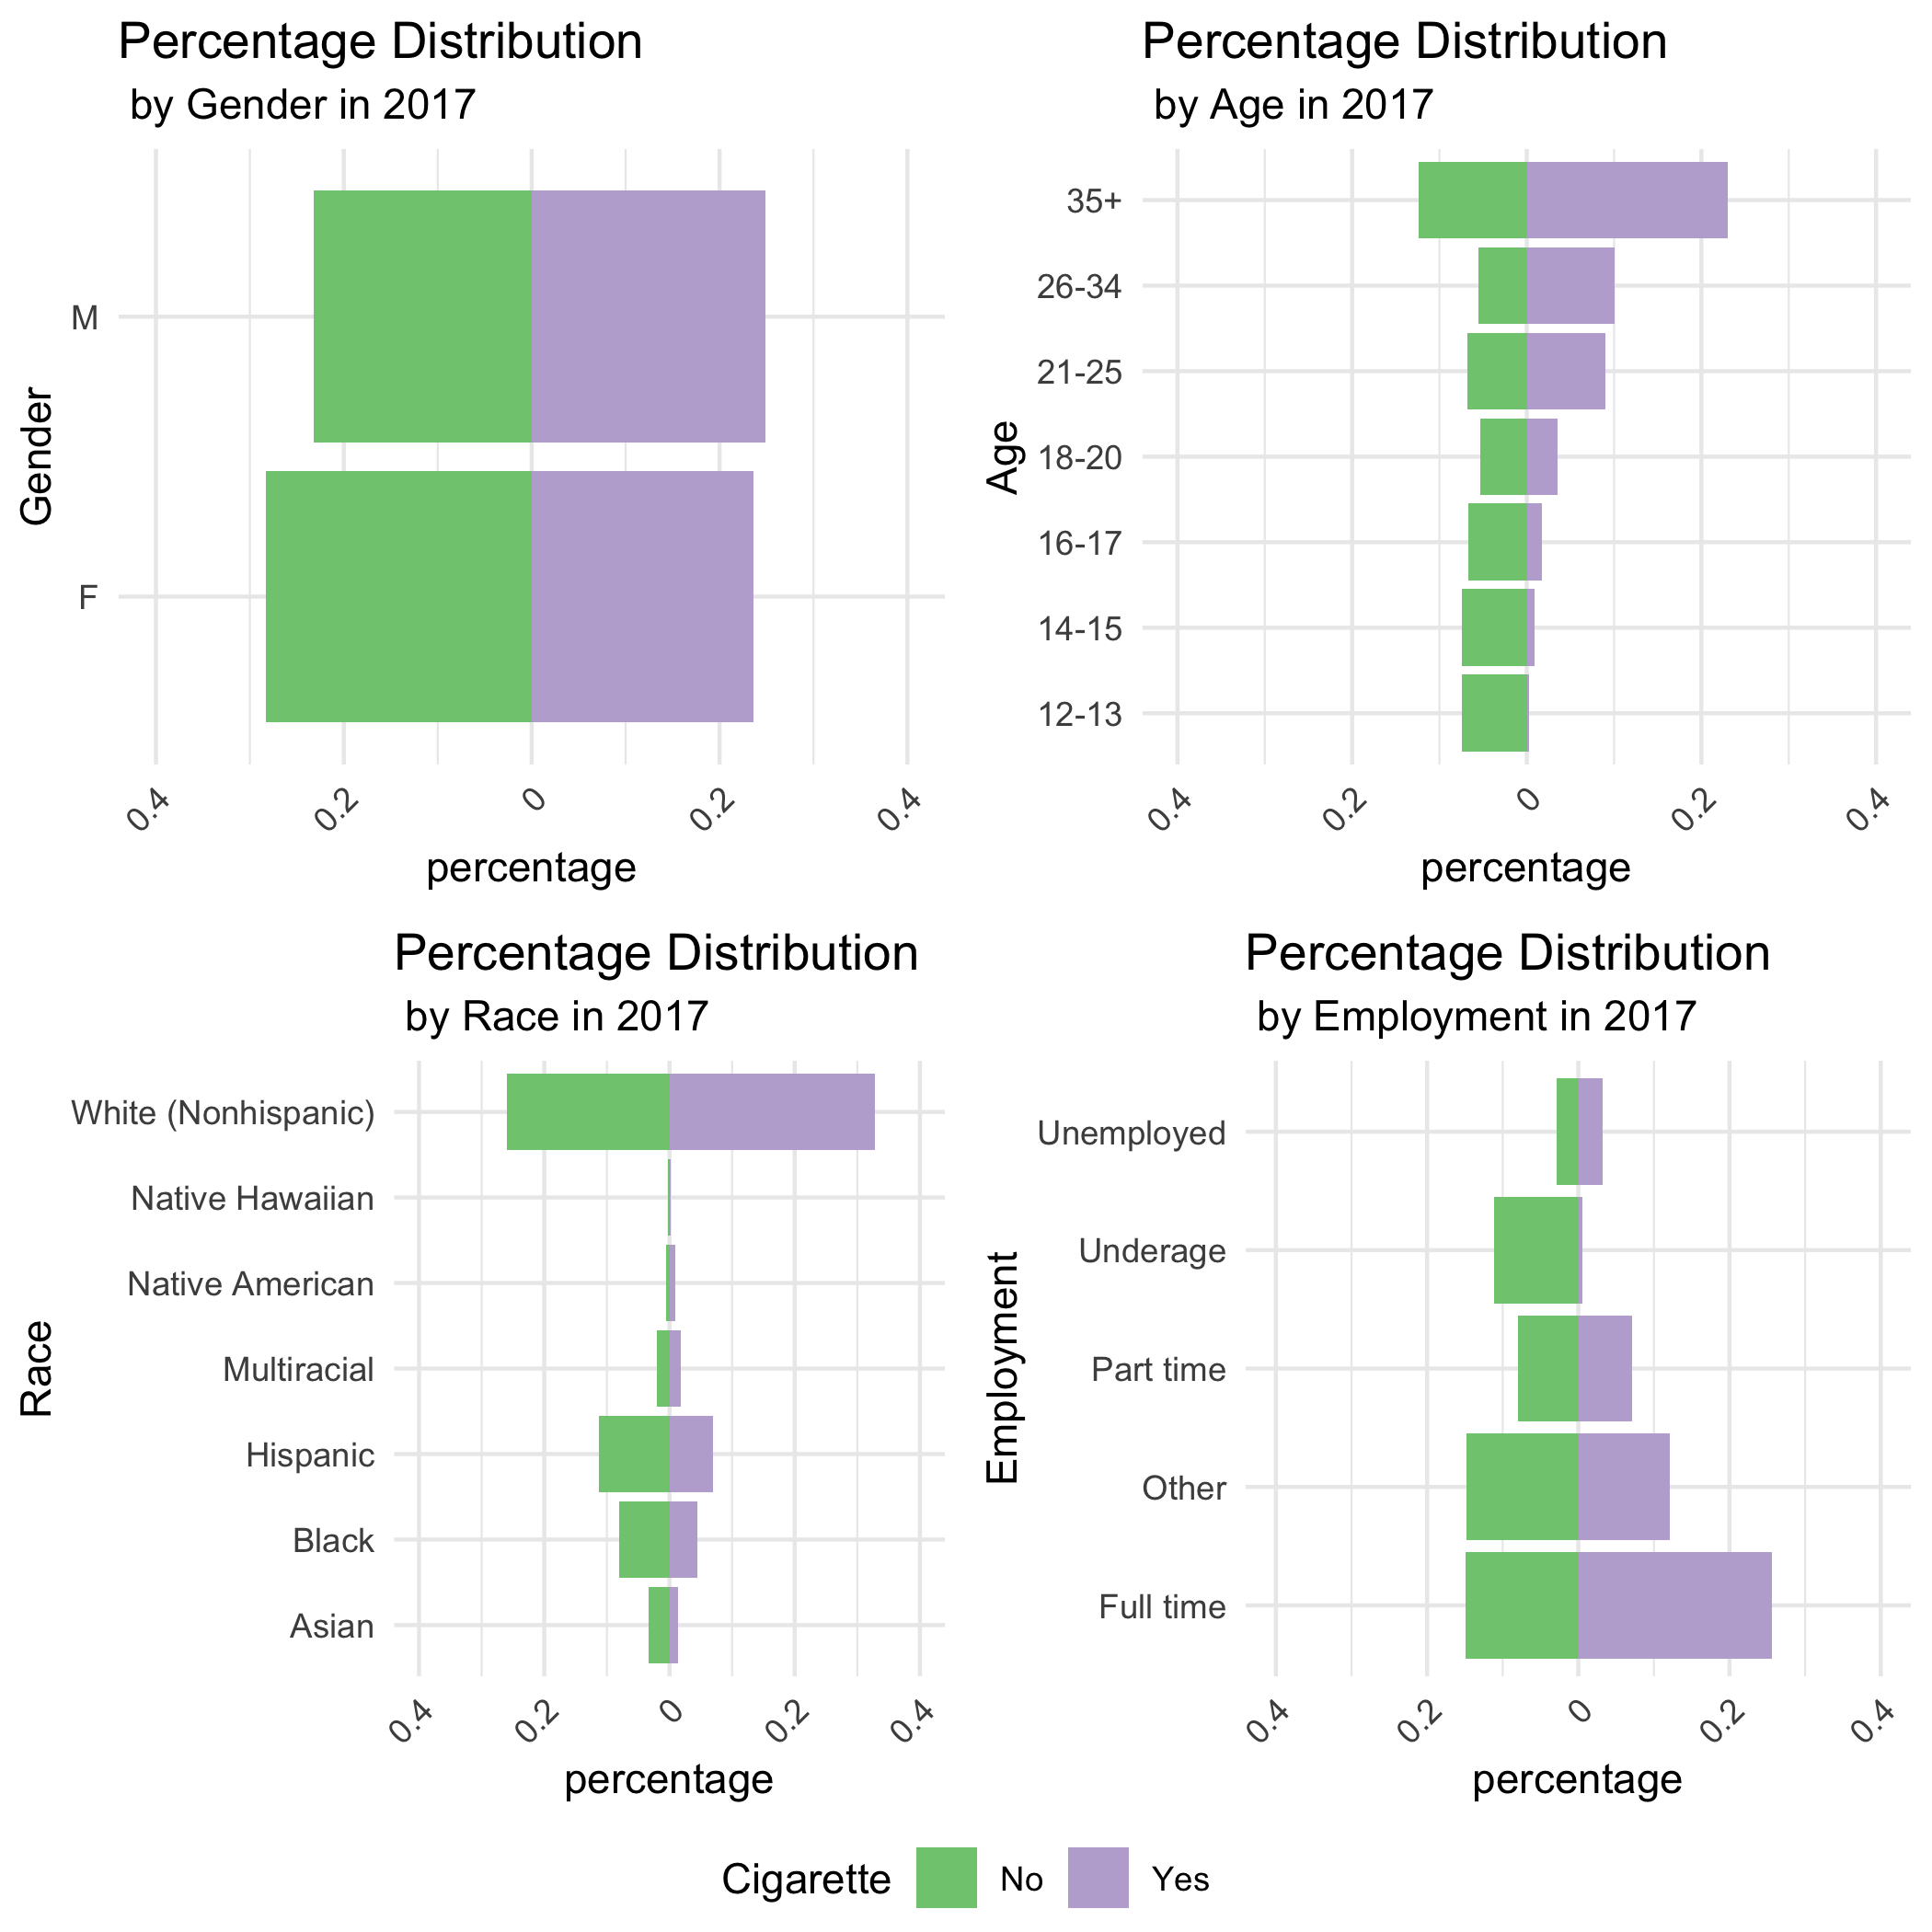 Percentage Distribution
by Gender in 2017
Gender
M
F
0.4
0.2
0
0.2
0.4
percentage
Percentage Distribution
by Age in 2017
Age
35+
26-34
21-25
18-20
16-17
14-15
12-13
0.4
0.2
0
0.2
0.4
percentage
Percentage Distribution
by Race in 2017
Race
White (Nonhispanic)
Native Hawaiian
Native American
Multiracial
Hispanic
Black
Asian
0.4
0.2
0
0.2
0.4
percentage
Percentage Distribution
by Employment in 2017
Employment
Unemployed
Underage
Part time
Other
Full time
0.4
0.2
0
0.2
0.4
percentage
Cigarette No Yes